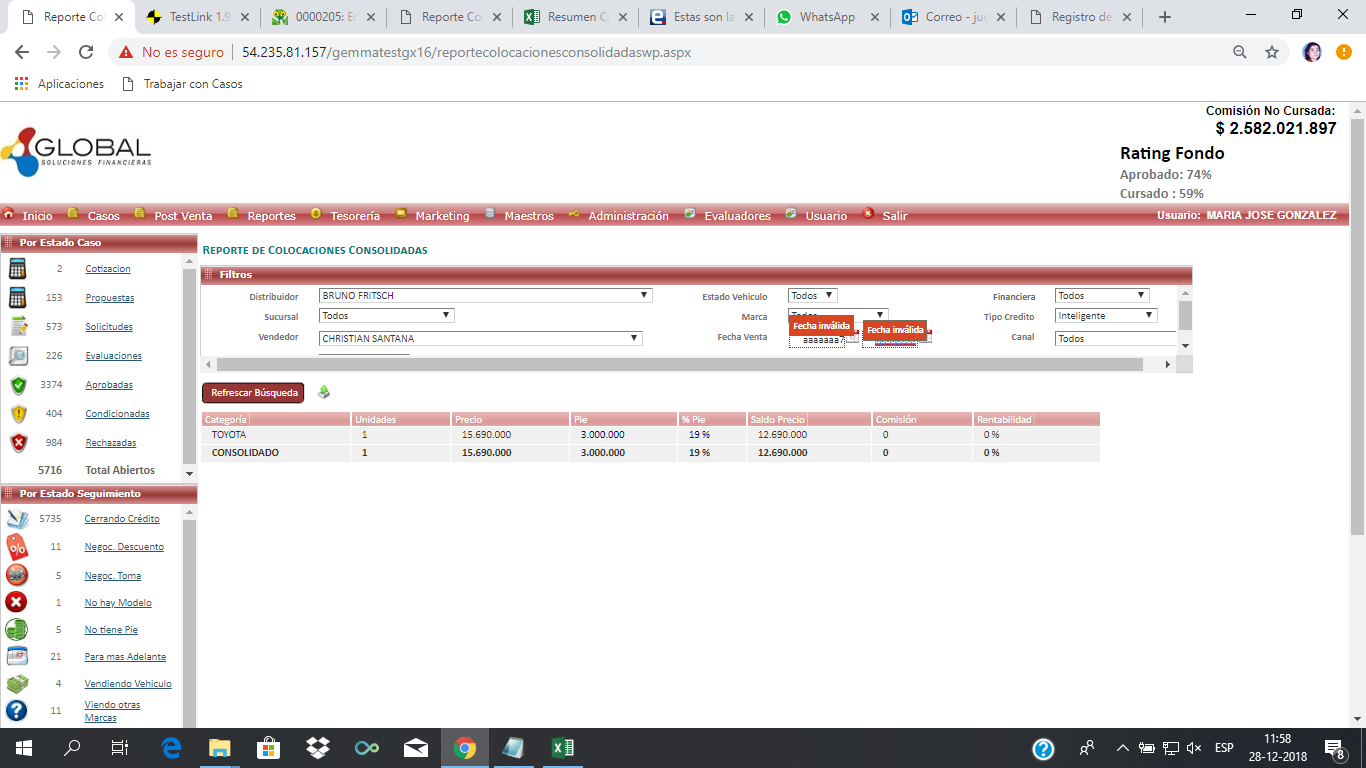 Reporte Col
TestLink 1.9
0000205: Er
Reporte Col
Resumen C
Estas son la
WhatsApp
Correo - juc
Registro de
No es seguro
54.235.81.157/gemmatestgx16/reportecolocacionesconsolidadaswp.aspx
Aplicaciones
Trabajar con Casos
Comisión No Cursada:
$ 2.582.021.897
GLOBAL
SOLUCIONES FINANCIERAS
Rating Fondo
Aprobado: 74%
Cursado : 59%
Inicio Casos Post Venta Reportes Tesorería Marketing Maestros Administración Evaluadores Usuario Salir Usuario: MARIA JOSE GONZALEZ
Por Estado Caso
2 Cotizacion
153 Propuestas
573 Solicitudes
226 Evaluaciones
3374 Aprobadas
404 Condicionadas
984 Rechazadas
5716 Total Abiertos
Por Estado Seguimiento
5735 Cerrando Crédito
11 Negoc. Descuento
5 Negoc. Toma
1 No hay Modelo
5 No tiene Pie
21 Para mas Adelante
4 Vendiendo Vehiculo
11 Viendo otras
Marcas
REPORTE DE COLOCACIONES CONSOLIDADAS
Filtros
Distribuidor BRUNO FRITSCH Estado Vehiculo Todos Financiera Todos
Sucursal Todos Marca Tipo Credito Inteligente
Fecha inválida Fecha inválida
Vendedor CHRISTIAN SANTANA Fecha Venta aaaaaaa7 Canal Todos
Refrescar Búsqueda
Categoría Unidades Precio Pie % Pie Saldo Precio Comisión Rentabilidad
TOYOTA 1 15.690.000 3.000.000 19 % 12.690.000 0 0 %
CONSOLIDADO 1 15.690.000 3.000.000 19 % 12.690.000 0 0 %
ESP
11:58
28-12-2018
8